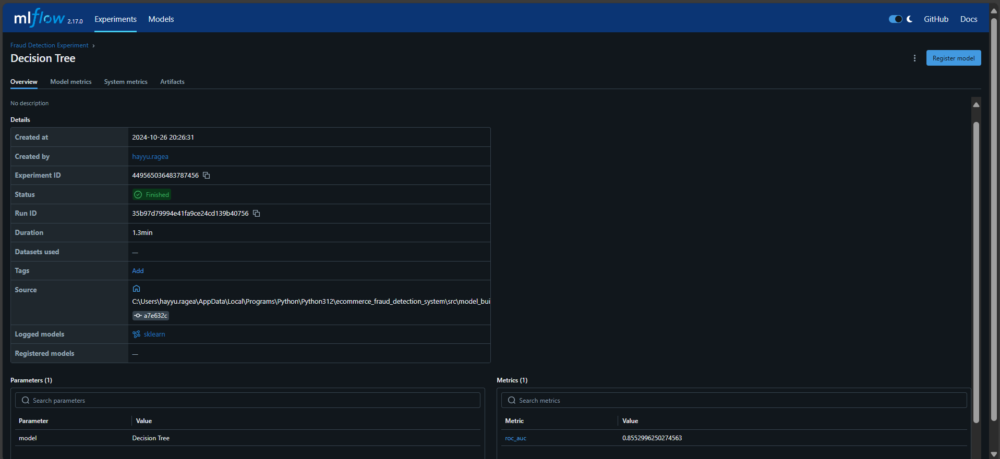 mlflow 2.17.0 Experiments Models GitHub Docs
Fraud Detection Experiment ›
Decision Tree
Register model
Overview Model metrics System metrics Artifacts
No description
Details
Created at 2024-10-26 20:26:31
Created by hayyu.ragea
Experiment ID 449565036483787456
Status Finished
Run ID 35b97d79994e41fa9ce24cd139b40756
Duration 1.3min
Datasets used —
Tags Add
Source
C:\Users\hayyu.ragea\AppData\Local\Programs\Python\Python312\ecommerce_fraud_detection_system\src\model_bui
a7e632c
Logged models sklearn
Registered models —
Parameters (1)
Search parameters
Parameter Value
model Decision Tree
Metrics (1)
Search metrics
Metric Value
roc_auc 0.8552996250274563